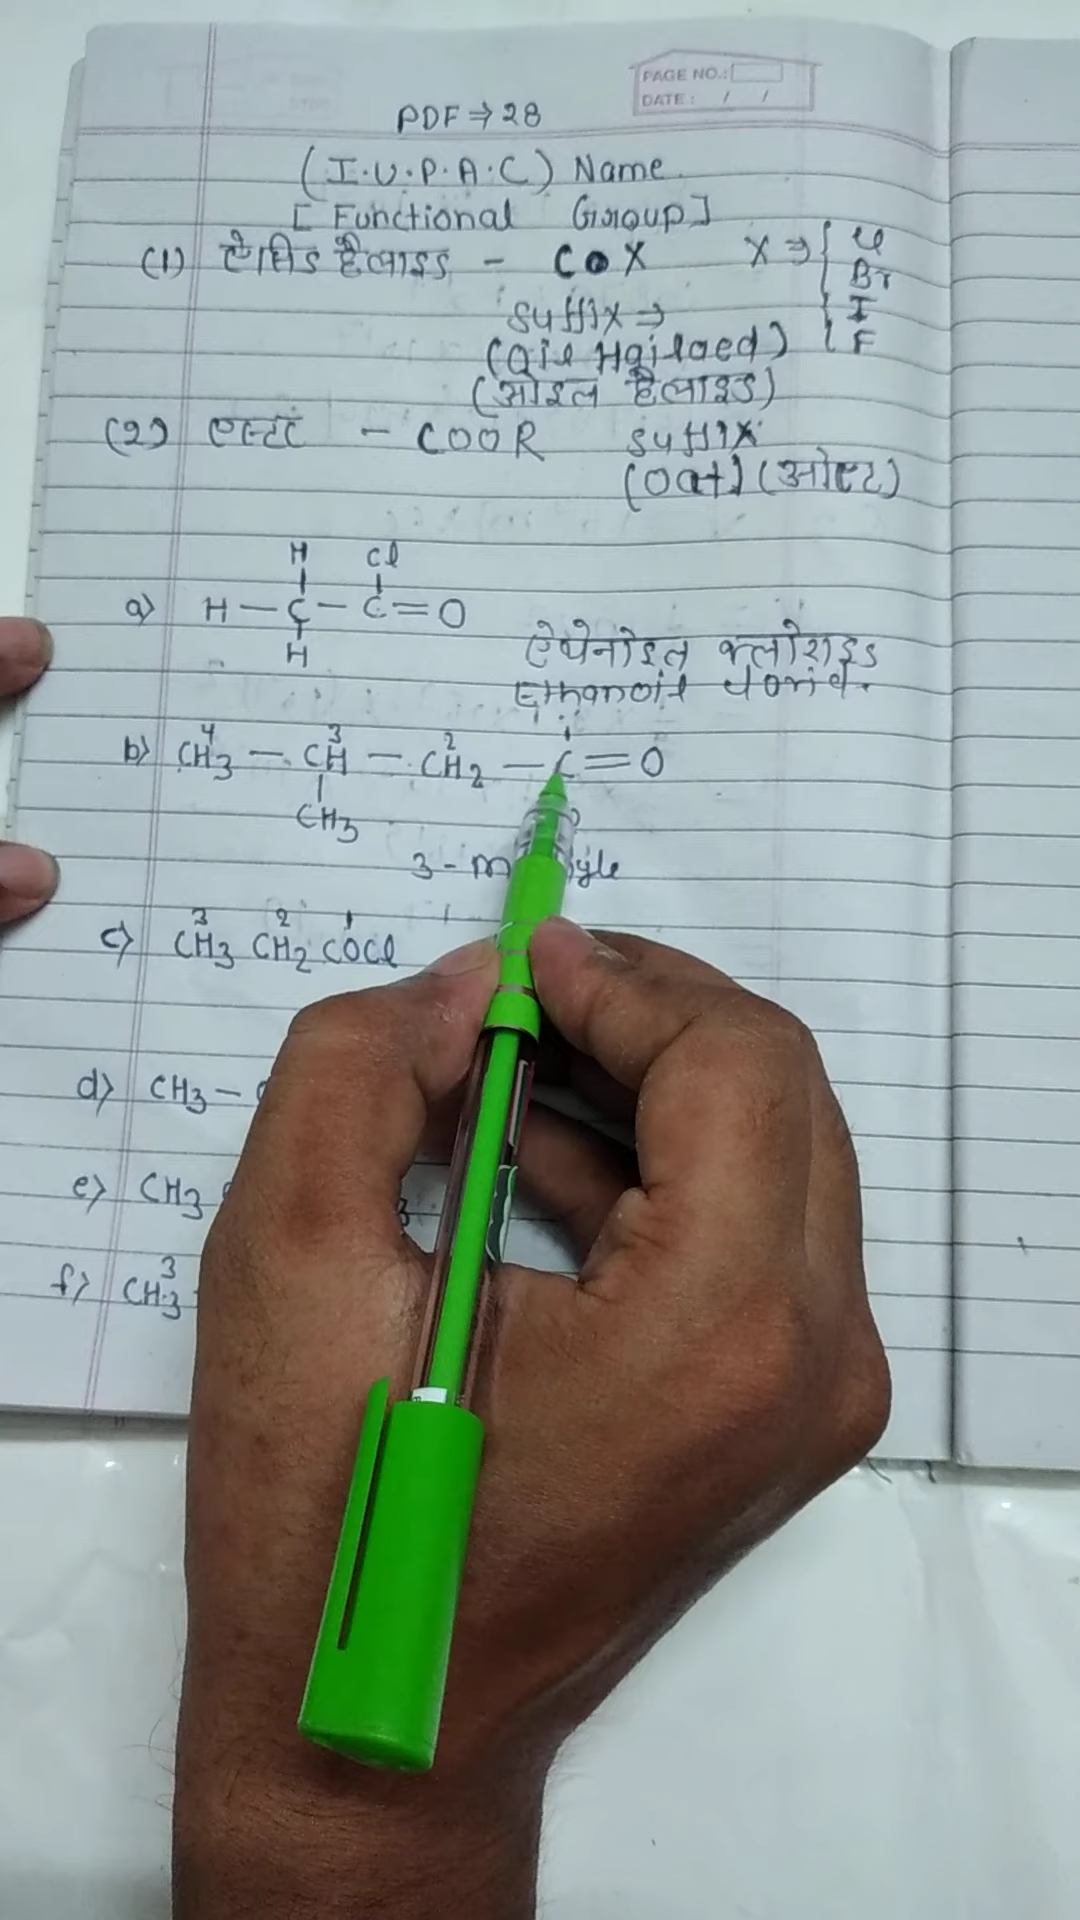 PAGE NO.:
DATE: / /
PDF ⇒ 28
(I.U.P.A.C) Name
[Functional Group]
(1) ऐसिड हैलाइड - COX X ⇒ { Cl
Br
I
F
Suffix ⇒
(Oil Hailaed)
(ओइल हैलाइड)
(2) एस्टर - COOR Suffix
(Oat) (ओएट)
H Cl
a) H — C — C = O
H
ऐथेनोइल क्लोराइड
Ethanoil
4 3 2 1
b) CH3 — CH — CH2 — C = O
CH3
3 -
3 2 1
c) CH3 CH2 COCl
d) CH3 —
e) CH3
3
f) CH3